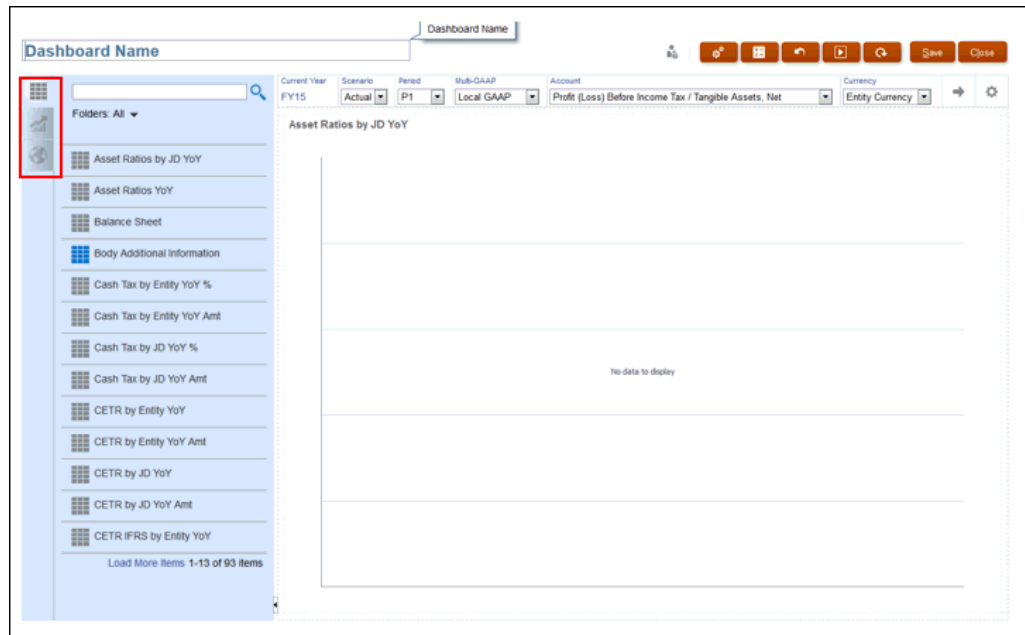 Dashboard Name
Dashboard Name
Save
Close
Current Year Scenario Period Multi-GAAP Account Currency
FY15 Actual P1 Local GAAP Profit (Loss) Before Income Tax / Tangible Assets, Net Entity Currency
Folders: All
Asset Ratios by JD YoY
Asset Ratios by JD YoY
Asset Ratios YoY
Balance Sheet
Body Additional Information
Cash Tax by Entity YoY %
Cash Tax by Entity YoY Amt
Cash Tax by JD YoY %
Cash Tax by JD YoY Amt
No data to display
CETR by Entity YoY
CETR by Entity YoY Amt
CETR by JD YoY
CETR by JD YoY Amt
CETR IFRS by Entity YoY
Load More Items 1-13 of 93 items